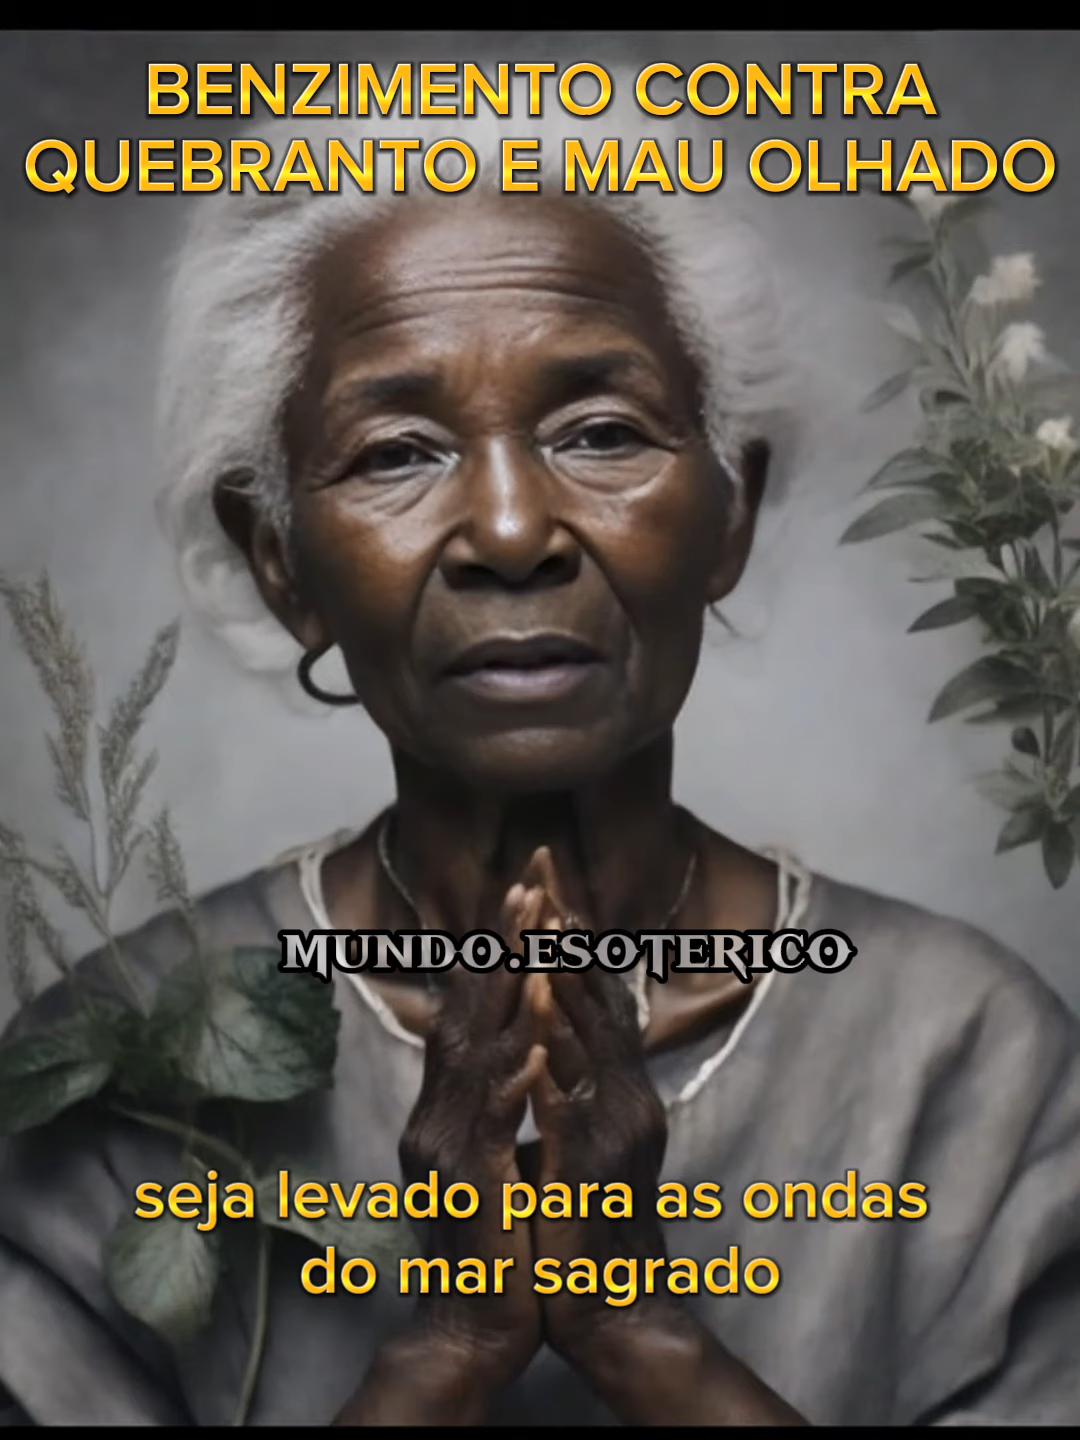 BENZIMENTO CONTRA
QUEBRANTO E MAU OLHADO
MUNDO.ESOTERICO
seja levado para as ondas
do mar sagrado